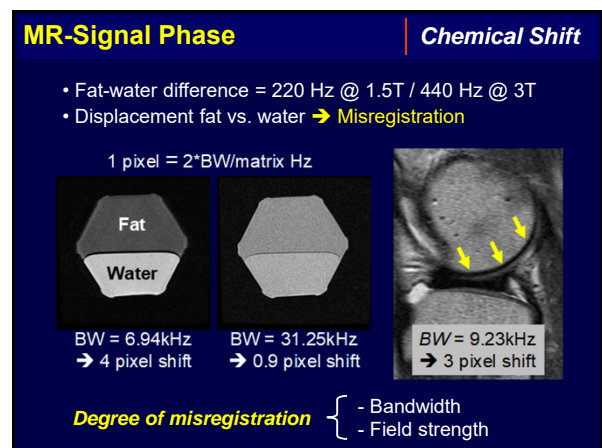 MR-Signal Phase
Chemical Shift
• Fat-water difference = 220 Hz @ 1.5T / 440 Hz @ 3T
• Displacement fat vs. water ➔ Misregistration
1 pixel = 2*BW/matrix Hz
Fat
Water
BW = 6.94kHz
➔ 4 pixel shift
BW = 31.25kHz
➔ 0.9 pixel shift
BW = 9.23kHz
➔ 3 pixel shift
Degree of misregistration
- Bandwidth
- Field strength